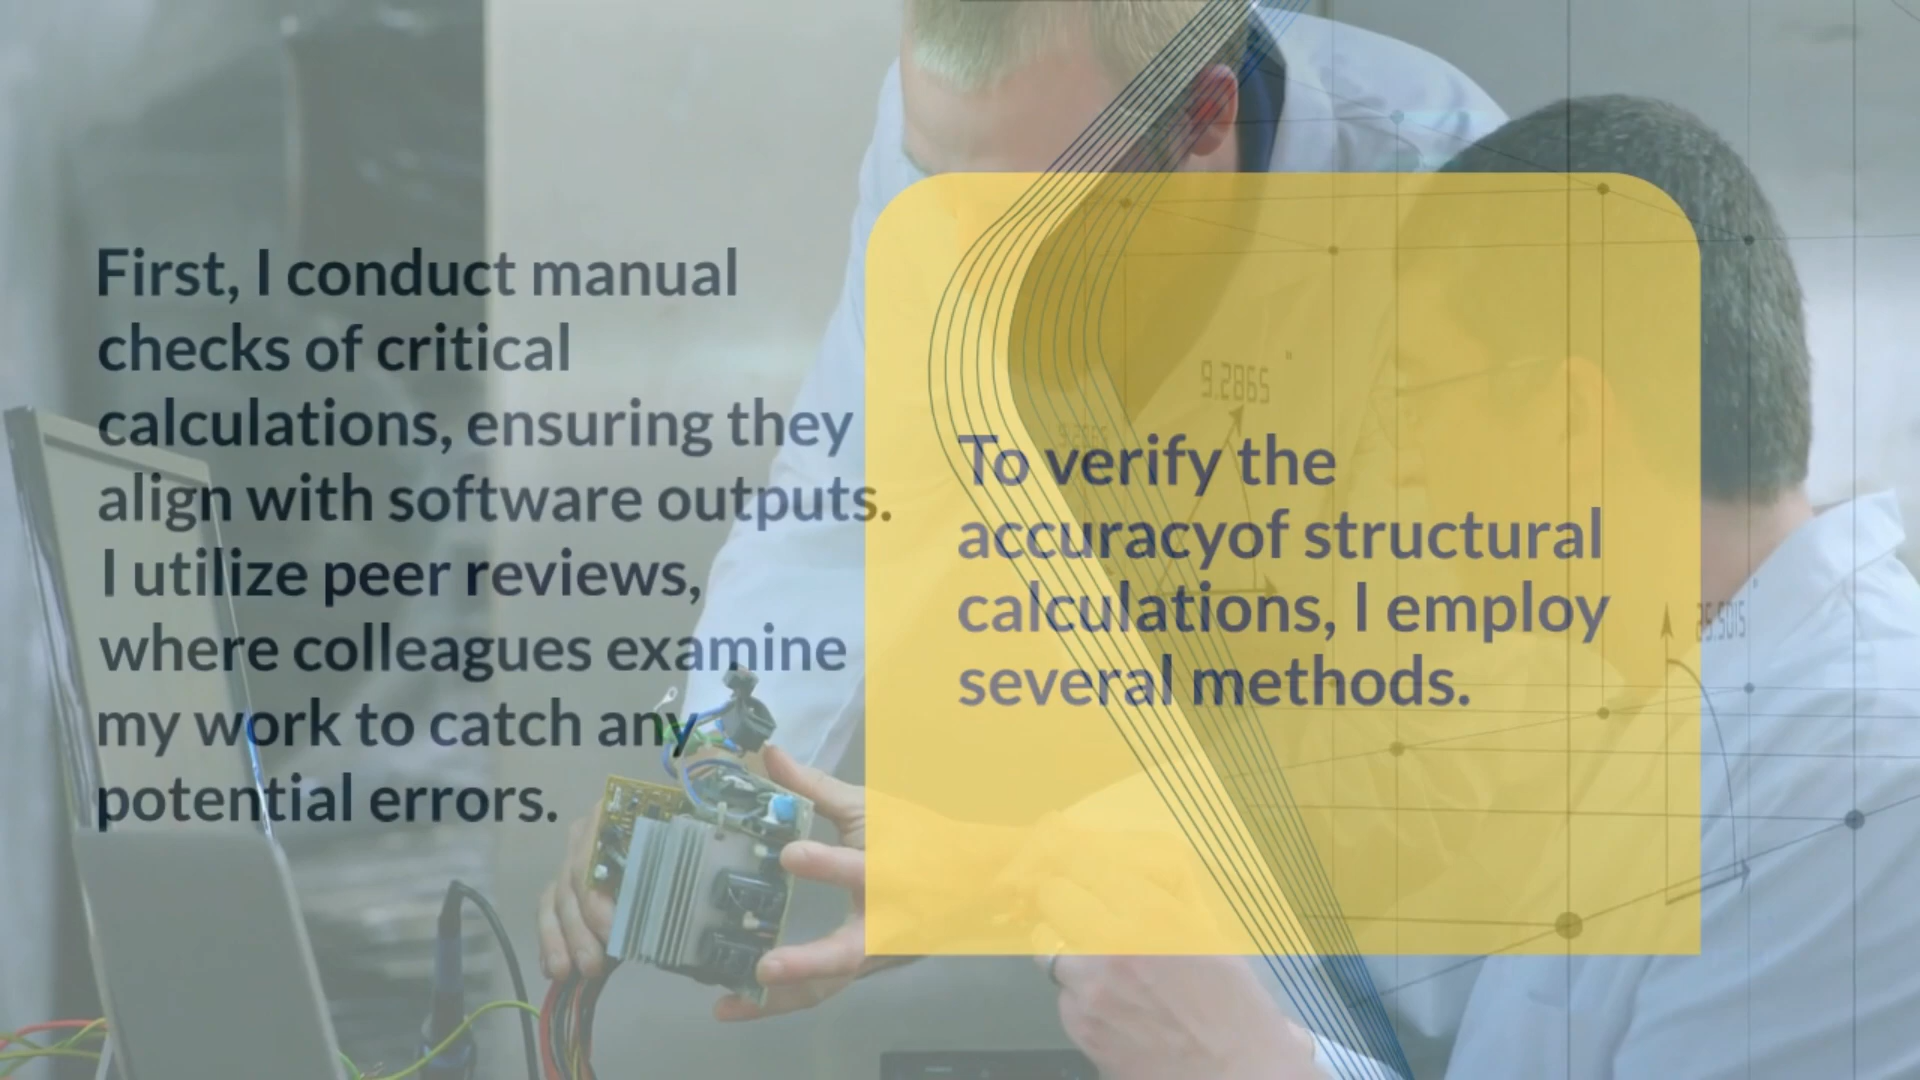 First, I conduct manual
checks of critical
calculations, ensuring they
align with software outputs.
I utilize peer reviews,
where colleagues examine
my work to catch any
potential errors.
9.2865
To verify the
accuracyof structural
calculations, I employ
several methods.